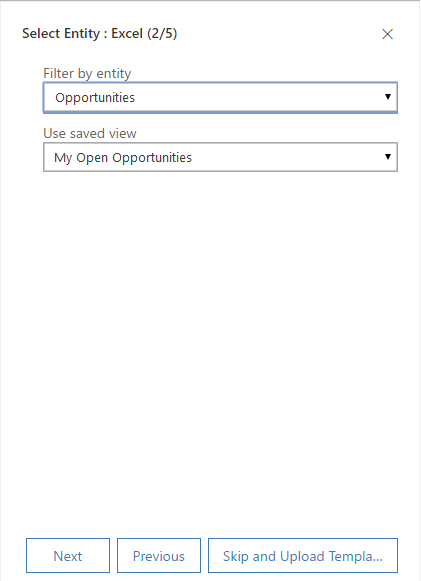 Select Entity : Excel (2/5)
Filter by entity
Opportunities
Use saved view
My Open Opportunities
Next Previous Skip and Upload Templa...